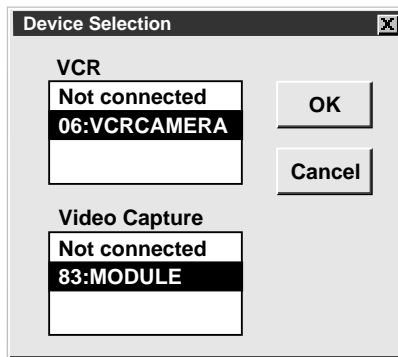 Device Selection
VCR
Not connected
06:VCRCAMERA
OK
Cancel
Video Capture
Not connected
83:MODULE